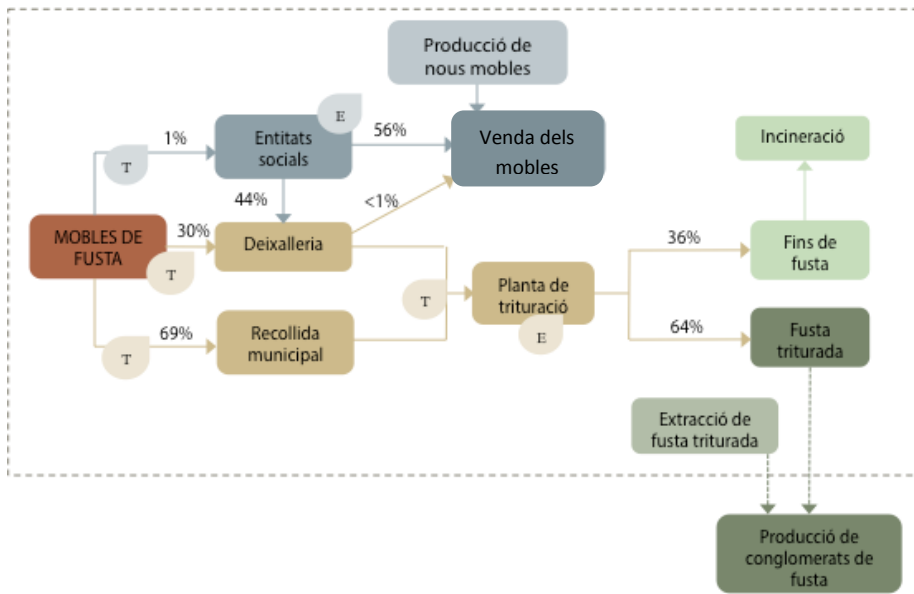 Producció de
nous mobles
E
1%
Entitats
socials
56%
Venda dels
mobles
Incineració
T
44%
<1%
MOBLES DE
FUSTA
30%
Deixalleria
36%
Fins de
fusta
T
Planta de
trituració
T
69%
Recollida
municipal
E
64%
Fusta
triturada
T
Extracció de
fusta triturada
Producció de
conglomerats de
fusta